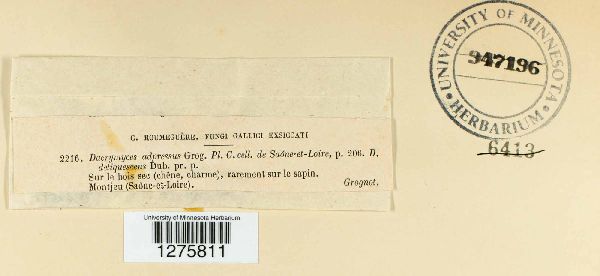 C. ROUMEGUÈRE, FUNGI GALLICI EXSICCATI
2216. Dacrymyces adpressus Grog. Pl. C. cell. de Saône-et-Loire, p. 206. D.
deliquescens Dub. pr. p.
Sur le bois sec (chêne, charme), rarement sur le sapin.
Montjeu (Saône-et-Loire). Grognot.
UNIVERSITY OF MINNESOTA
947196
HERBARIUM
6413
University of Minnesota Herbarium
1275811